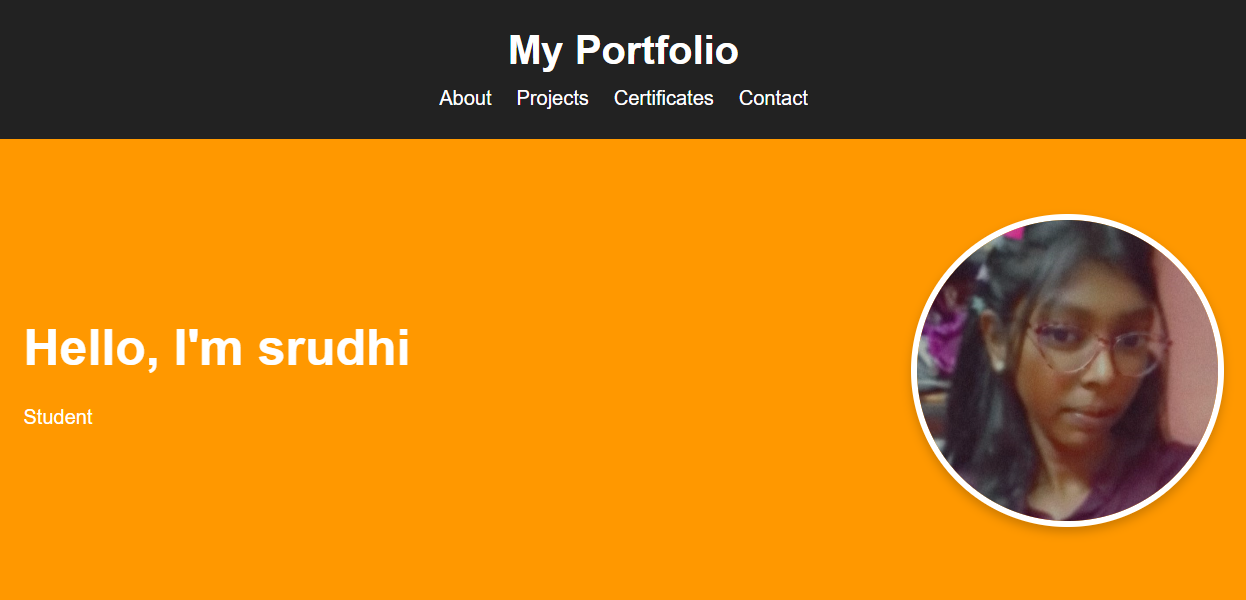 My Portfolio
About Projects Certificates Contact
Hello, I'm srudhi
Student